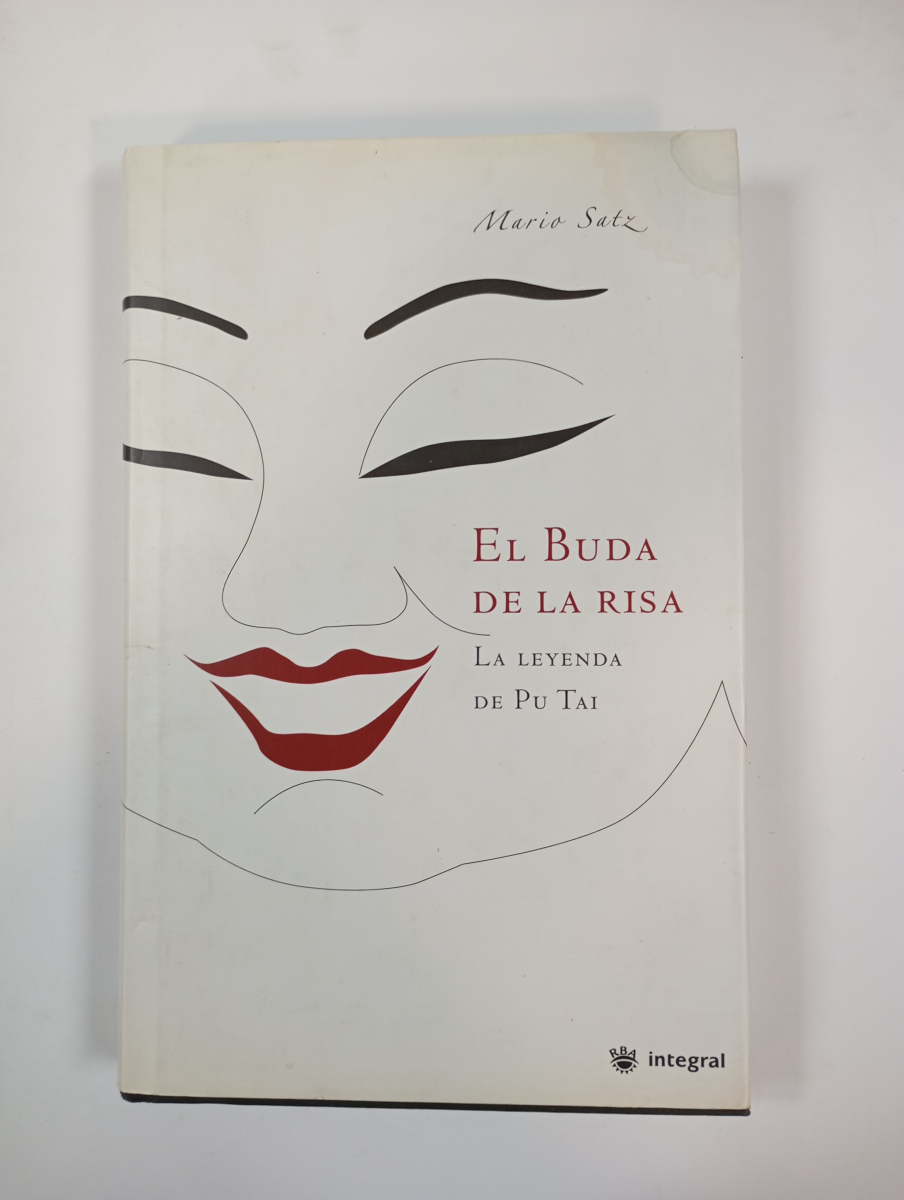 Mario Satz
El Buda
de la risa
La leyenda
de Pu Tai
RBA integral